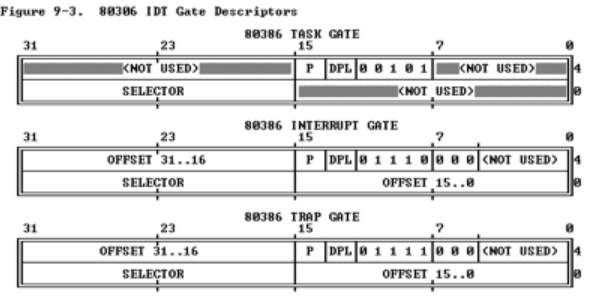 Figure 9-3. 80306 IDT Gate Descriptors
80386 TASK GATE
31 23 15 7 0
(NOT USED) P DPL 0 0 1 0 1 (NOT USED) 4
SELECTOR (NOT USED) 0
80386 INTERRUPT GATE
31 23 15 7 0
OFFSET 31..16 P DPL 0 1 1 1 0 0 0 0 (NOT USED) 4
SELECTOR OFFSET 15..0 0
80386 TRAP GATE
31 23 15 7 0
OFFSET 31..16 P DPL 0 1 1 1 1 0 0 0 (NOT USED) 4
SELECTOR OFFSET 15..0 0